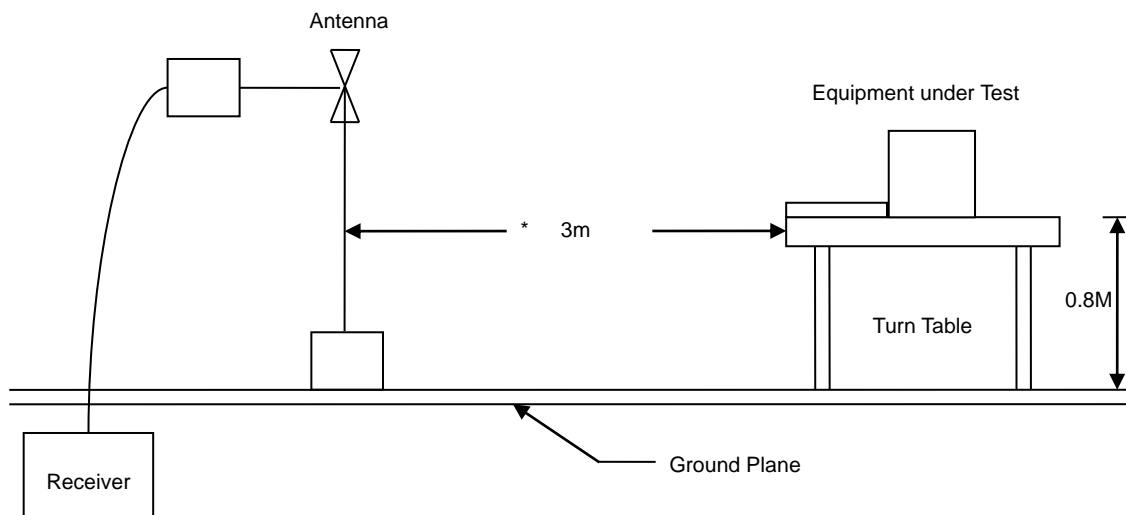 Antenna
Equipment under Test
* 3m
0.8M
Turn Table
Ground Plane
Receiver